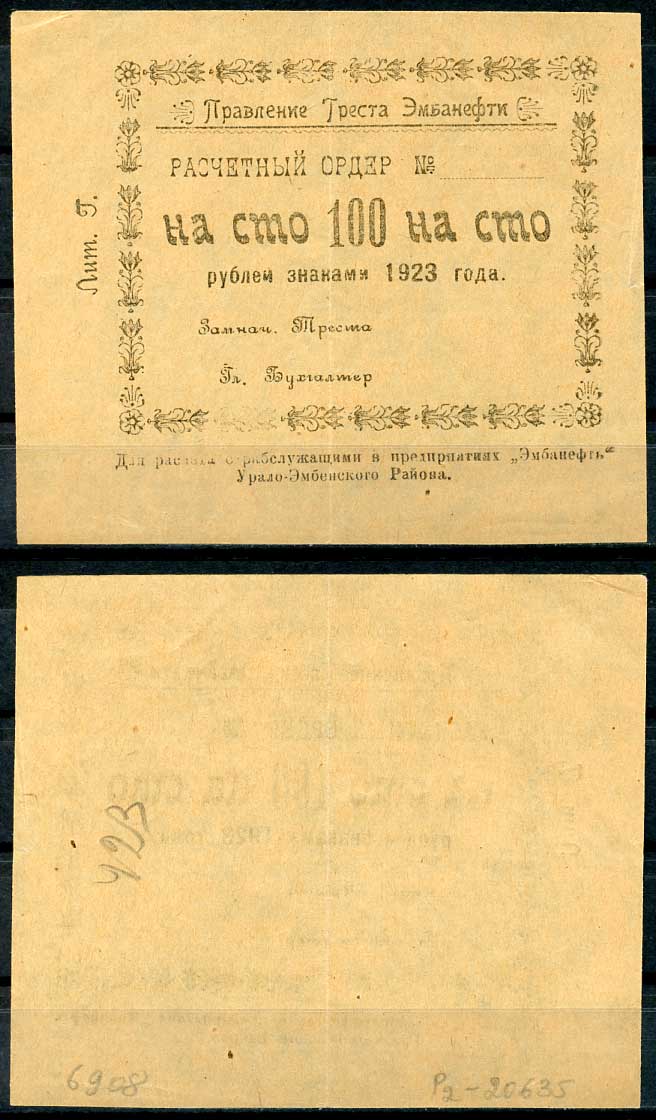 Правление Треста Эмбанефти
РАСЧЕТНЫЙ ОРДЕР №
на сто 100 на сто
рублей знаками 1923 года.
Лит. Г.
Замнач. Треста
Гл. Бухгалтер
Для расчета с рабслужащими в предприятиях „Эмбанефть“
Урало-Эмбенского Района.
423
6908
P2-20635